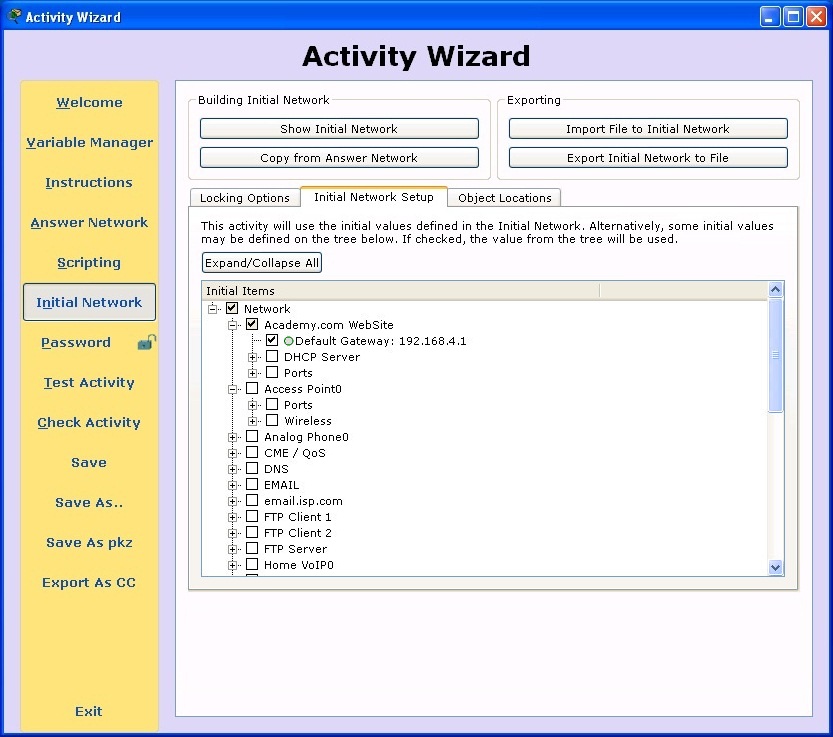 Activity Wizard
Activity Wizard
Welcome
Variable Manager
Instructions
Answer Network
Scripting
Initial Network
Password
Test Activity
Check Activity
Save
Save As..
Save As pkz
Export As CC
Exit
Building Initial Network
Show Initial Network
Copy from Answer Network
Exporting
Import File to Initial Network
Export Initial Network to File
Locking Options
Initial Network Setup
Object Locations
This activity will use the initial values defined in the Initial Network. Alternatively, some initial values
may be defined on the tree below. If checked, the value from the tree will be used.
Expand/Collapse All
Initial Items
Network
Academy.com WebSite
Default Gateway: 192.168.4.1
DHCP Server
Ports
Access Point0
Ports
Wireless
Analog Phone0
CME / QoS
DNS
EMAIL
email.isp.com
FTP Client 1
FTP Client 2
FTP Server
Home VoIP0